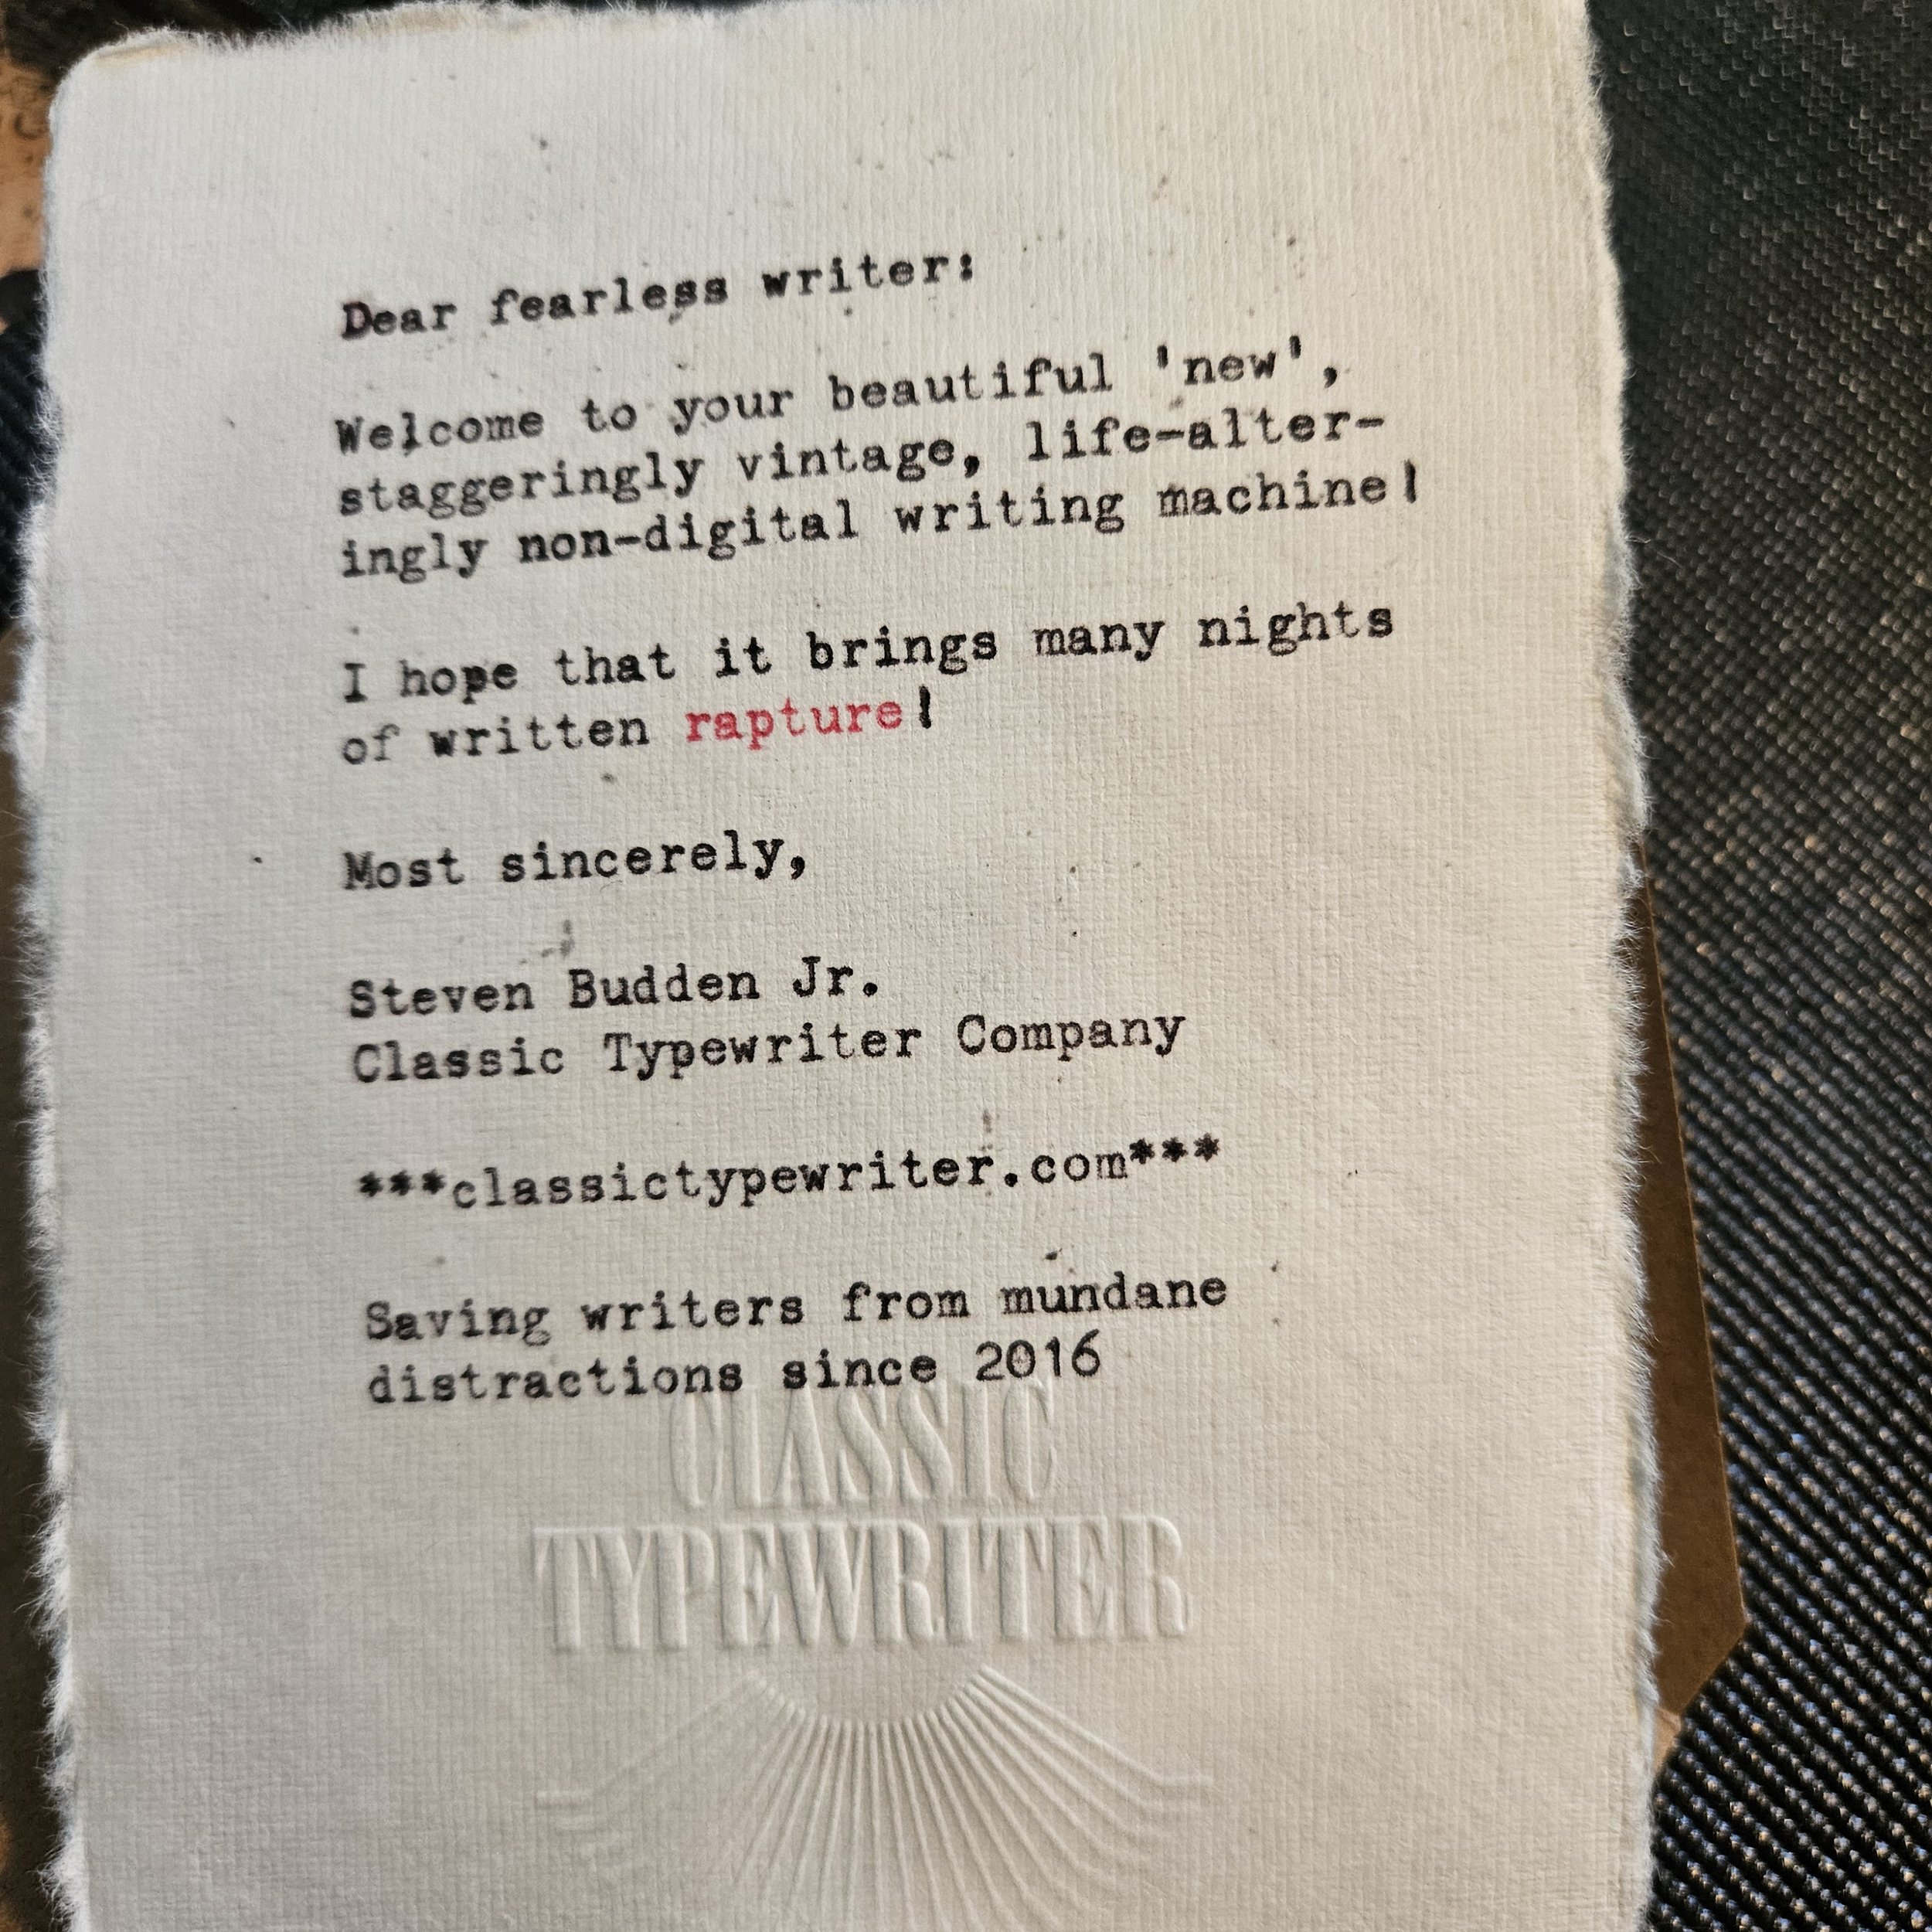 Dear fearless writer:
Welcome to your beautiful 'new',
staggeringly vintage, life-alter-
ingly non-digital writing machine!
I hope that it brings many nights
of written rapture!
Most sincerely,
Steven Budden Jr.
Classic Typewriter Company
***classictypewriter.com***
Saving writers from mundane
distractions since 2016
CLASSIC
TYPEWRITER